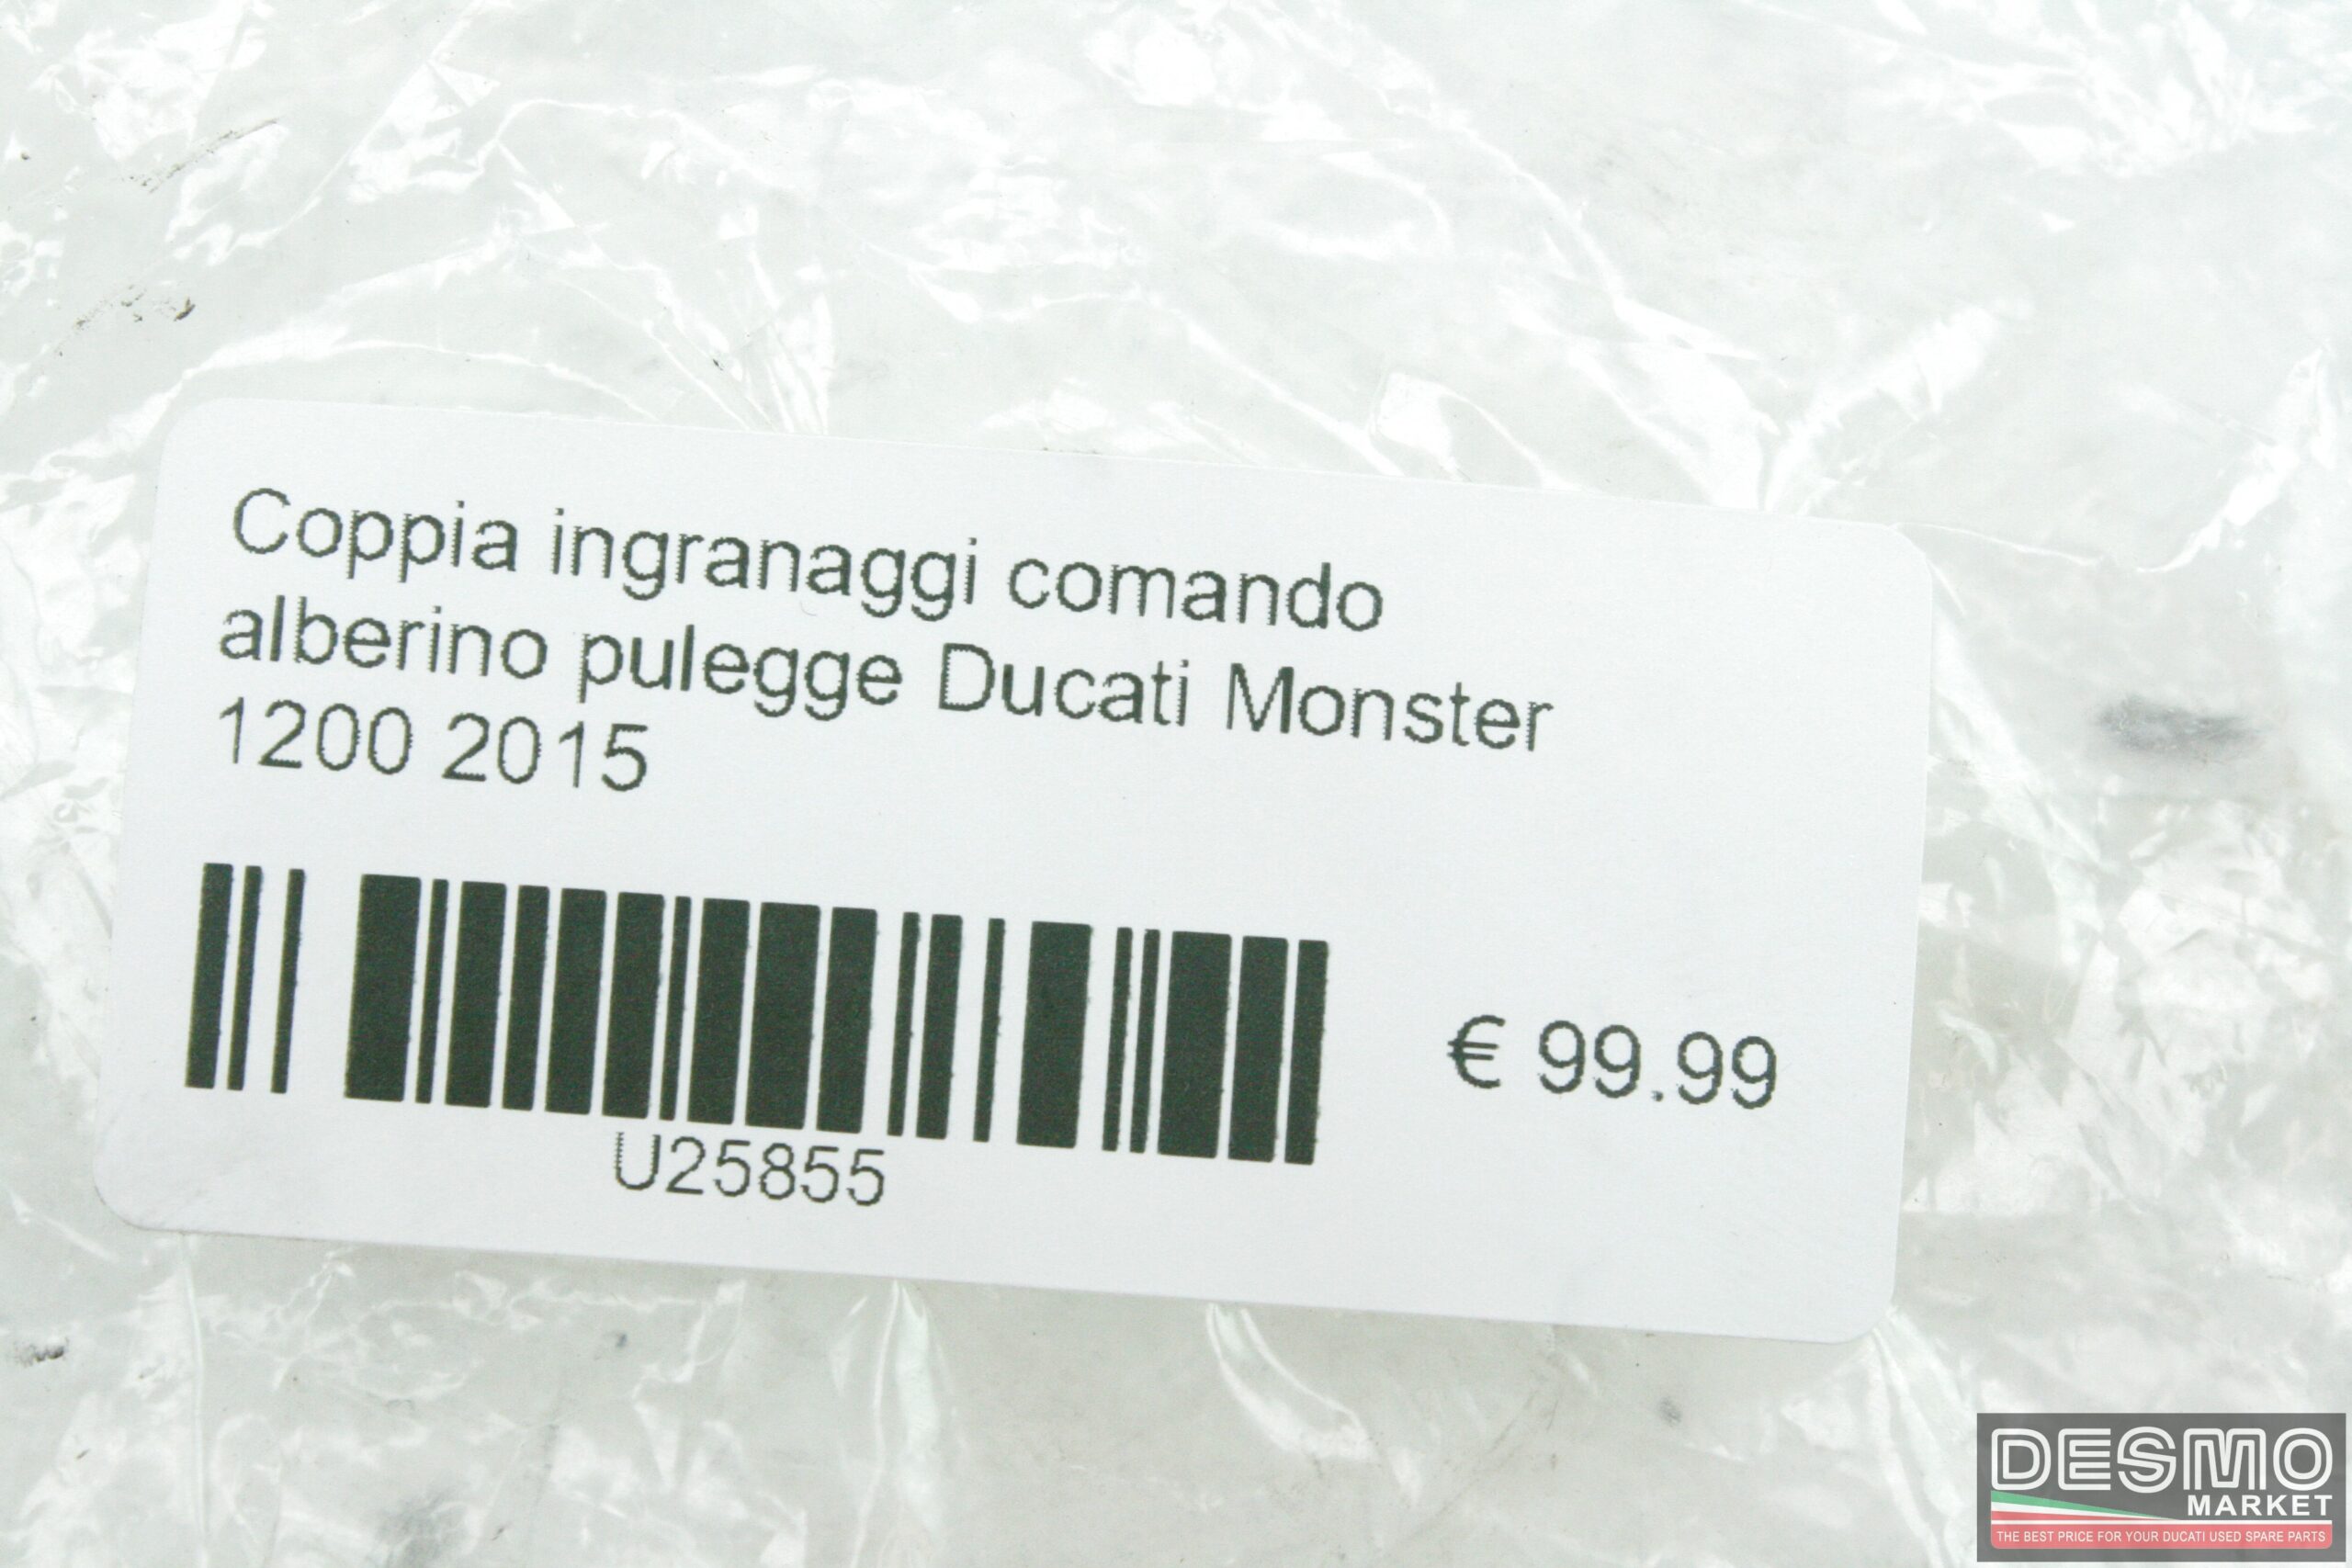 Coppia ingranaggi comando
alberino pulegge Ducati Monster
1200 2015
€ 99.99
U25855
DESMO
MARKET
THE BEST PRICE FOR YOUR DUCATI USED SPARE PARTS